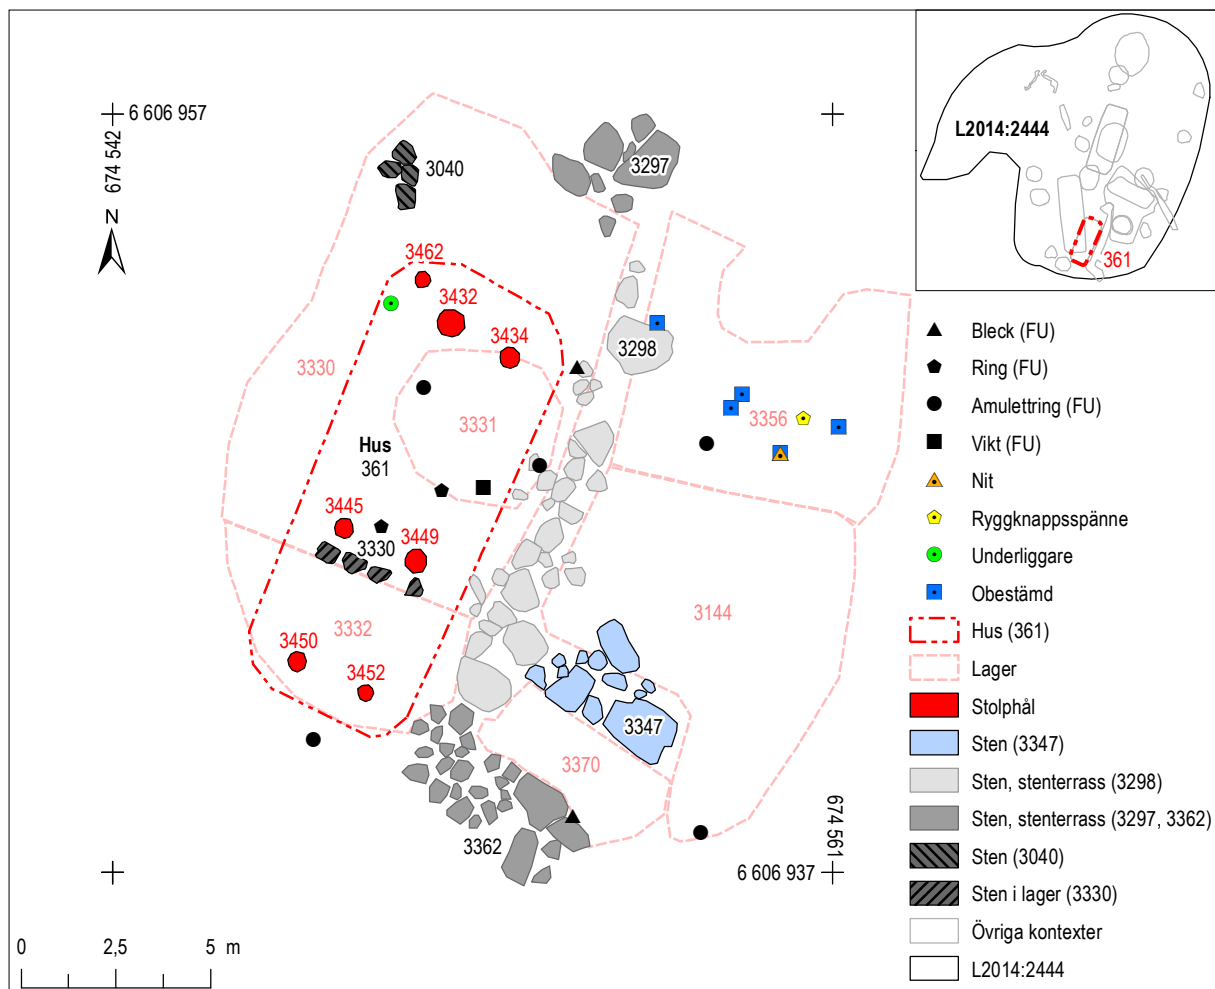 6 606 957
674 542
N
3040
3297
L2014:2444
361
3462
3432
3434
3298
3330
3331
3356
Hus
361
3445
3330
3449
3144
3332
3450
3452
3347
3370
3362
674 561
6 606 937
0 2,5 5 m
Bleck (FU)
Ring (FU)
Amulettring (FU)
Vikt (FU)
Nit
Ryggknappsspänne
Underliggare
Obestämd
Hus (361)
Lager
Stolphål
Sten (3347)
Sten, stenterrass (3298)
Sten, stenterrass (3297, 3362)
Sten (3040)
Sten i lager (3330)
Övriga kontexter
L2014:2444